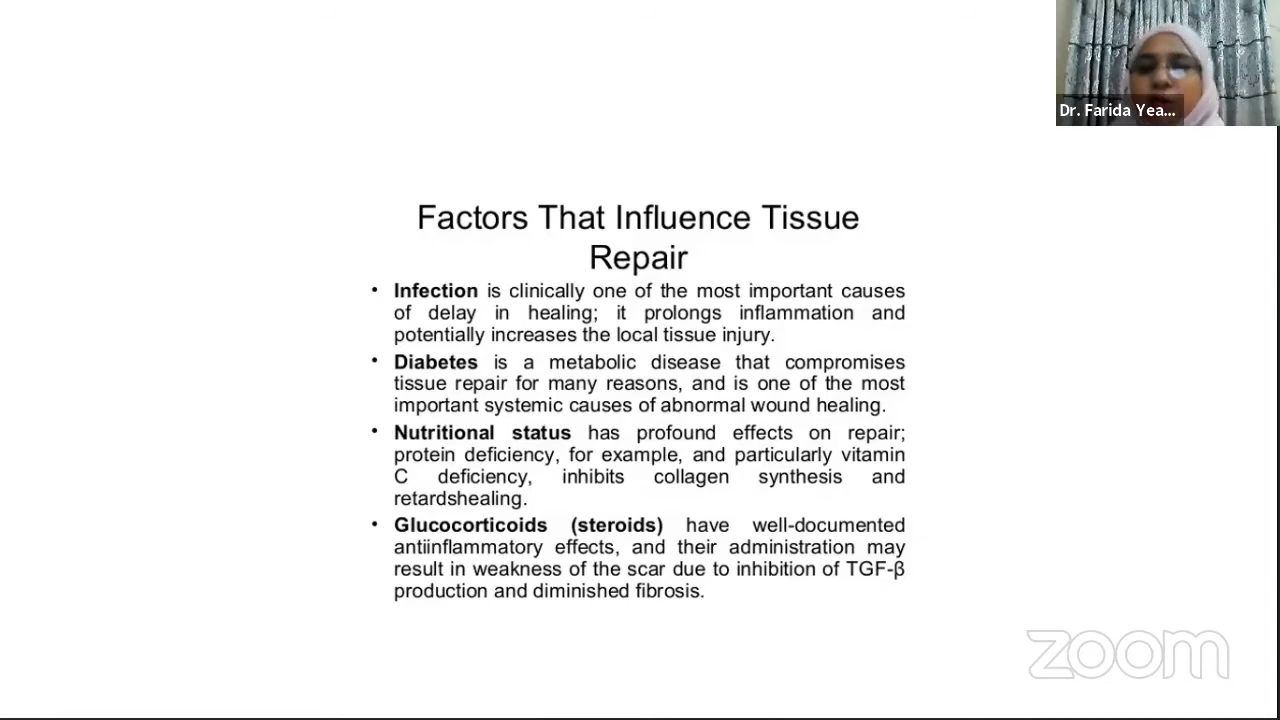 Dr. Farida Yea...
Factors That Influence Tissue
Repair
• Infection is clinically one of the most important causes
of delay in healing; it prolongs inflammation and
potentially increases the local tissue injury.
• Diabetes is a metabolic disease that compromises
tissue repair for many reasons, and is one of the most
important systemic causes of abnormal wound healing.
• Nutritional status has profound effects on repair;
protein deficiency, for example, and particularly vitamin
C deficiency, inhibits collagen synthesis and
retardshealing.
• Glucocorticoids (steroids) have well-documented
antiinflammatory effects, and their administration may
result in weakness of the scar due to inhibition of TGF-β
production and diminished fibrosis.
zoom